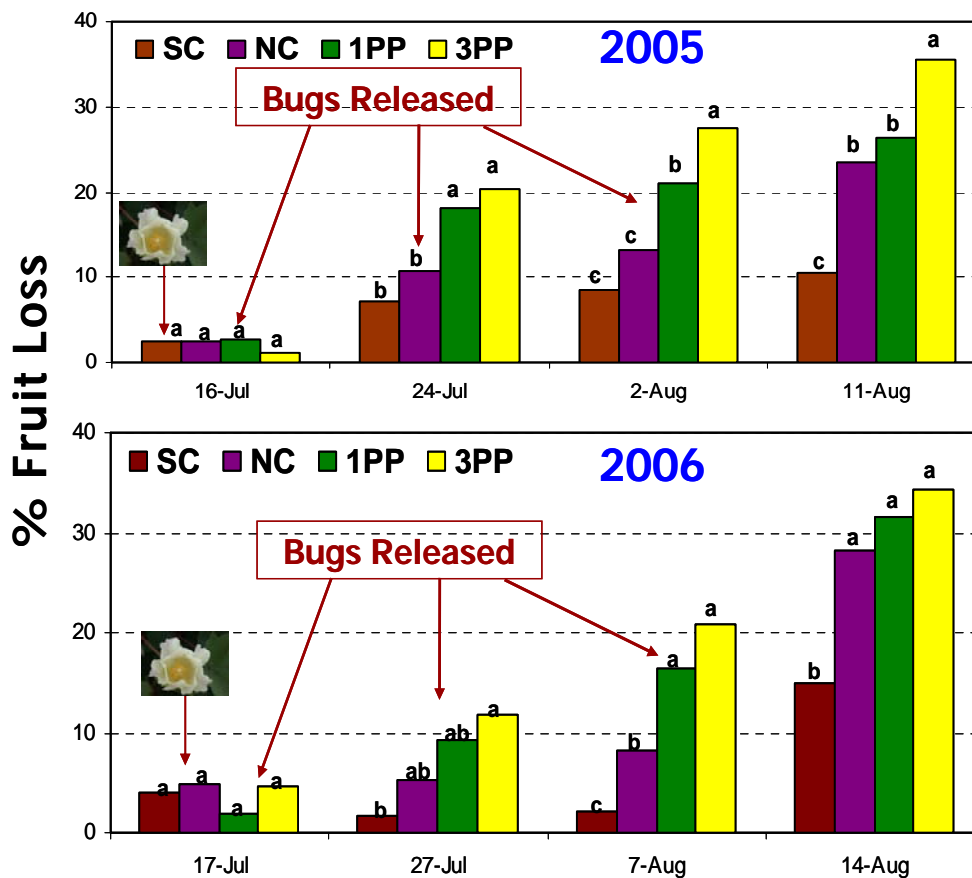 % Fruit Loss
40
30
20
10
0
SC NC 1PP 3PP
2005
Bugs Released
a a a a
b b a a
c c b a
c b b a
16-Jul 24-Jul 2-Aug 11-Aug
40
30
20
10
0
SC NC 1PP 3PP
2006
Bugs Released
a a a a
b ab ab a
c b a a
b a a a
17-Jul 27-Jul 7-Aug 14-Aug